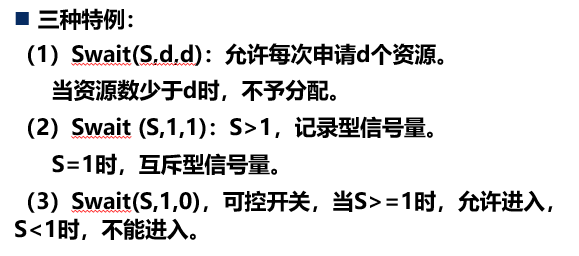 三种特例：
（1）Swait(S,d,d)：允许每次申请d个资源。
当资源数少于d时，不予分配。
（2）Swait (S,1,1)：S>1，记录型信号量。
S=1时，互斥型信号量。
（3）Swait(S,1,0)，可控开关，当S>=1时，允许进入，
S<1时，不能进入。